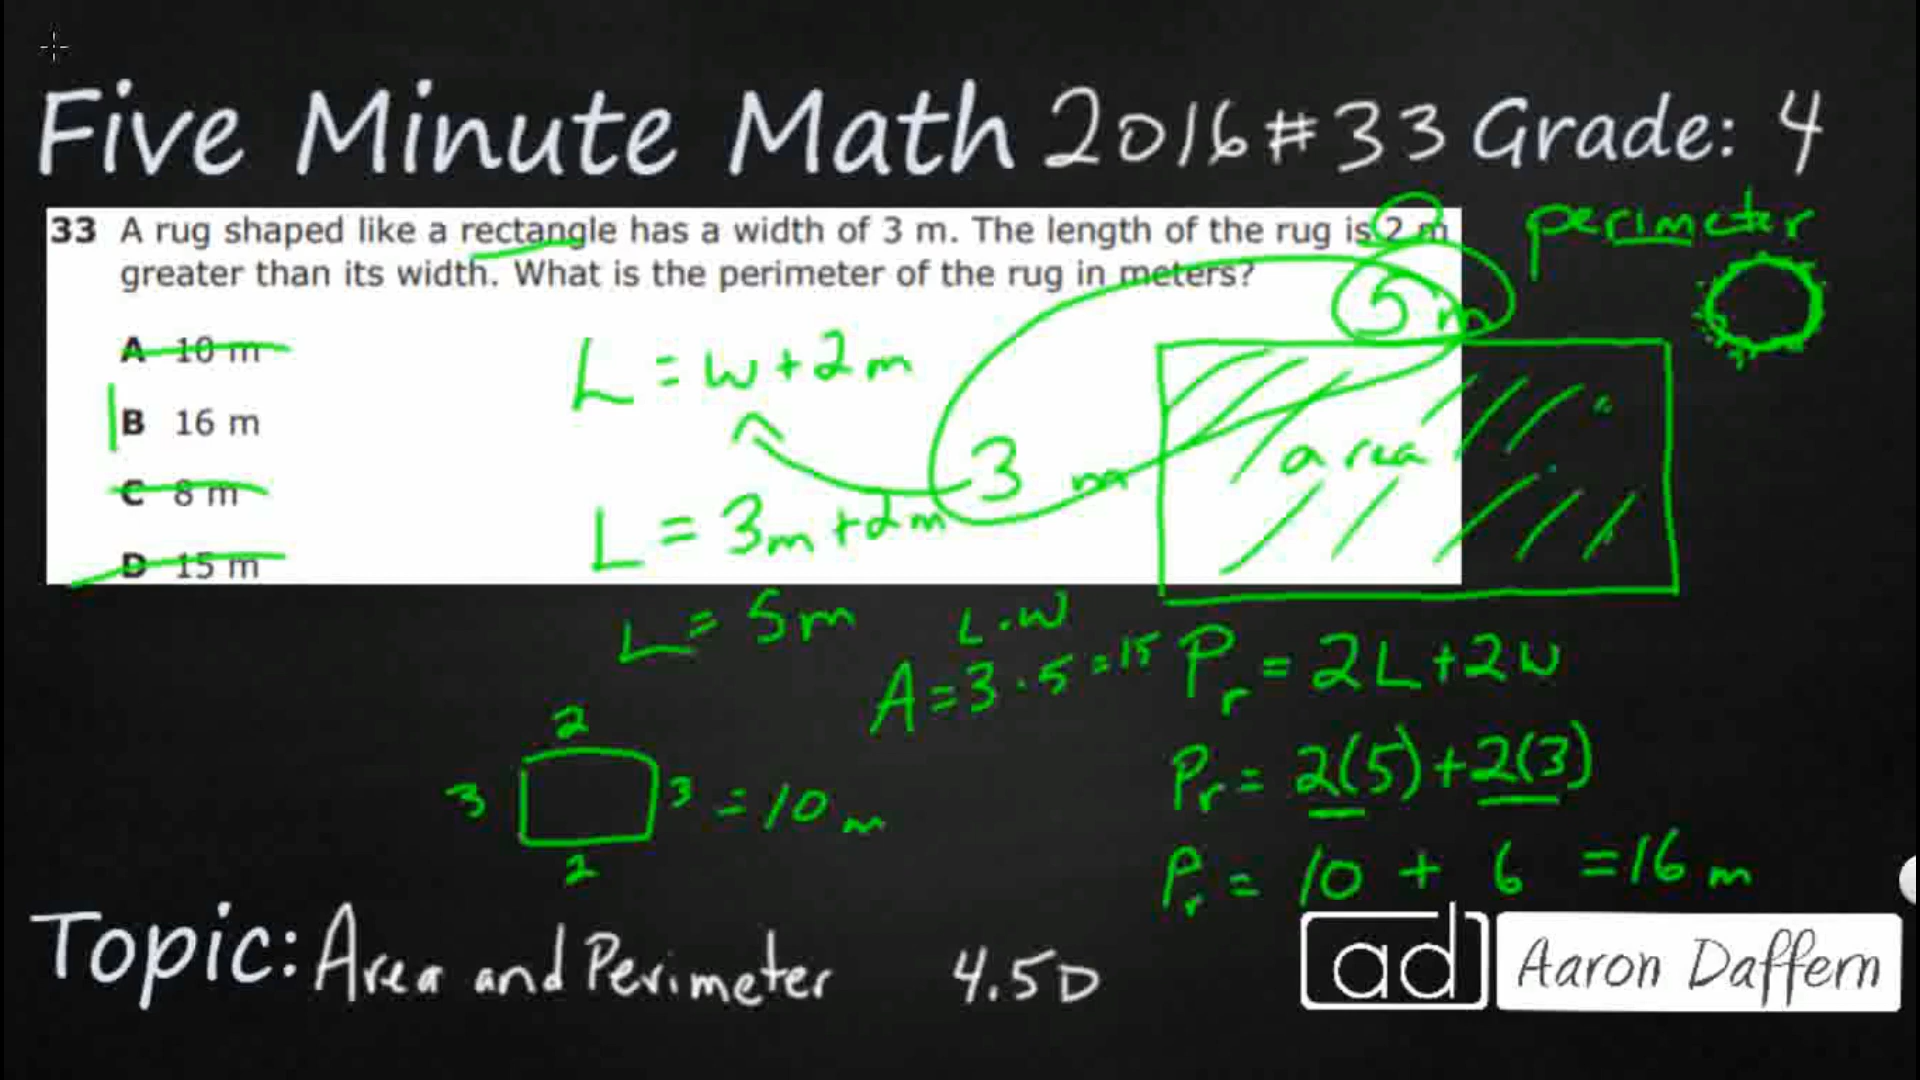 Five Minute Math 2016 #33 Grade: 4
33 A rug shaped like a rectangle has a width of 3 m. The length of the rug is 2 m
greater than its width. What is the perimeter of the rug in meters?
perimeter
A 10 m
B 16 m
C 8 m
D 15 m
L = w + 2m
L = 3m + 2m
L = 5m
5 m
3 m
area
L · W
A = 3 · 5 = 15
2
3
3 = 10 m
2
Pr = 2L + 2W
Pr = 2(5) + 2(3)
Pr = 10 + 6 = 16 m
Topic: Area and Perimeter 4.5D
ad Aaron Daffern